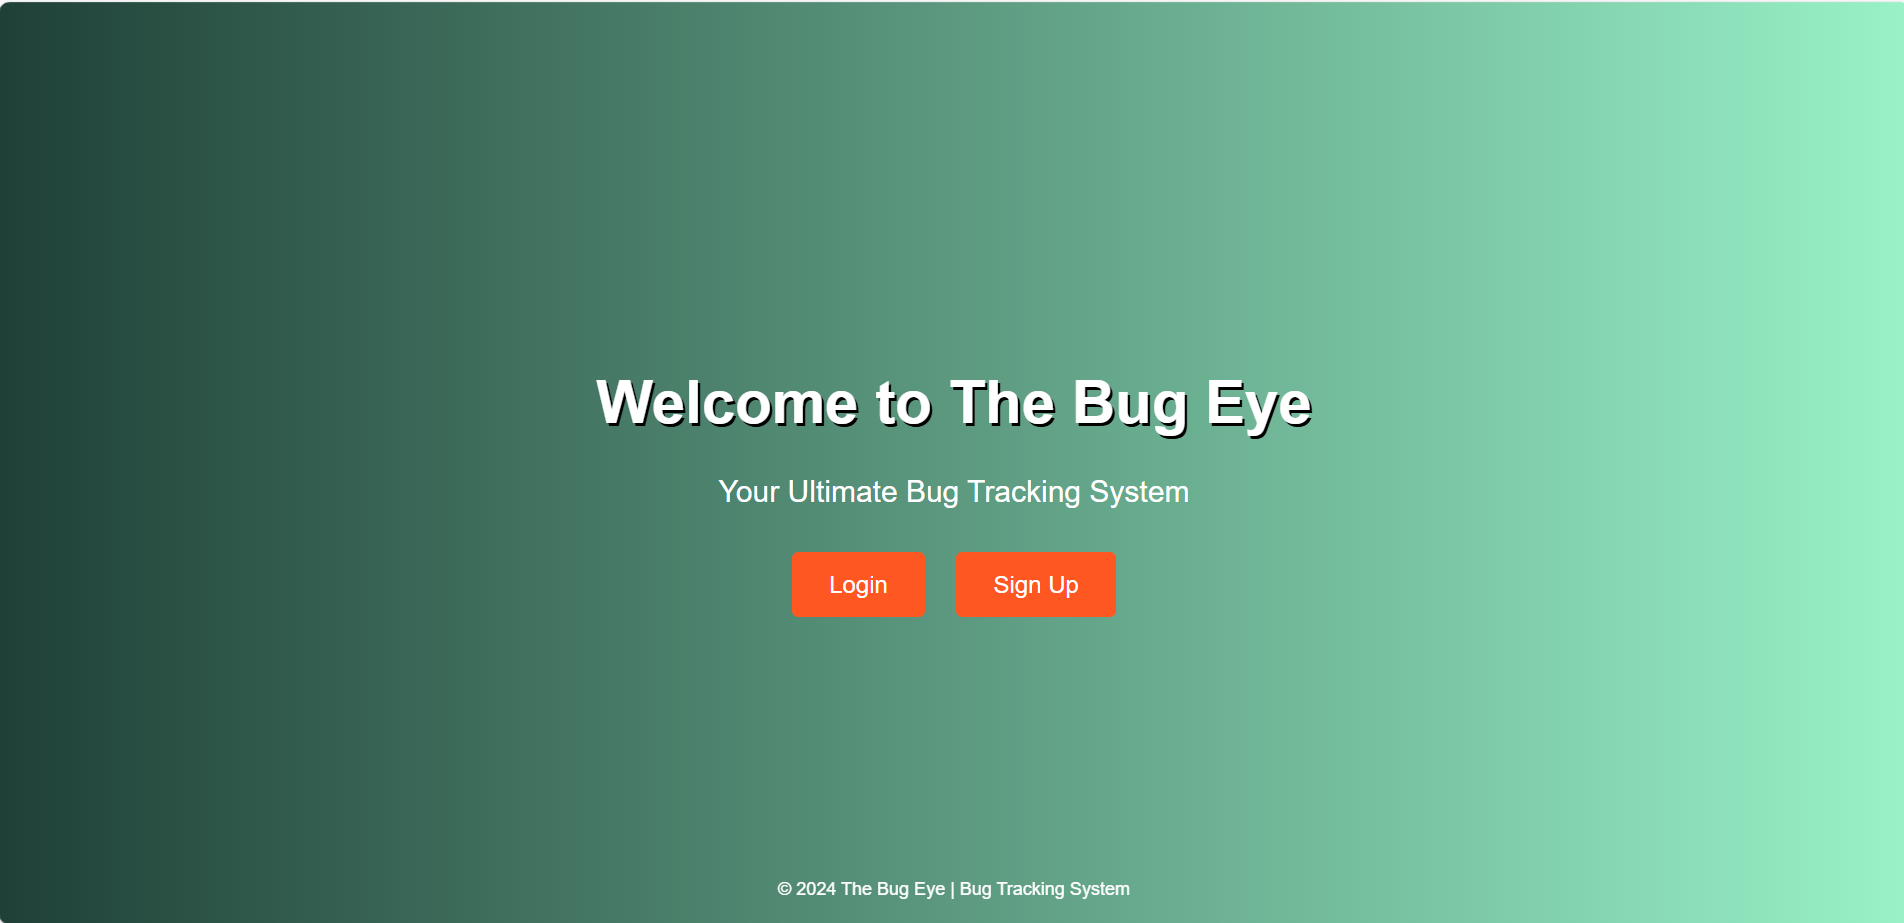 Welcome to The Bug Eye
Your Ultimate Bug Tracking System
Login
Sign Up
© 2024 The Bug Eye | Bug Tracking System